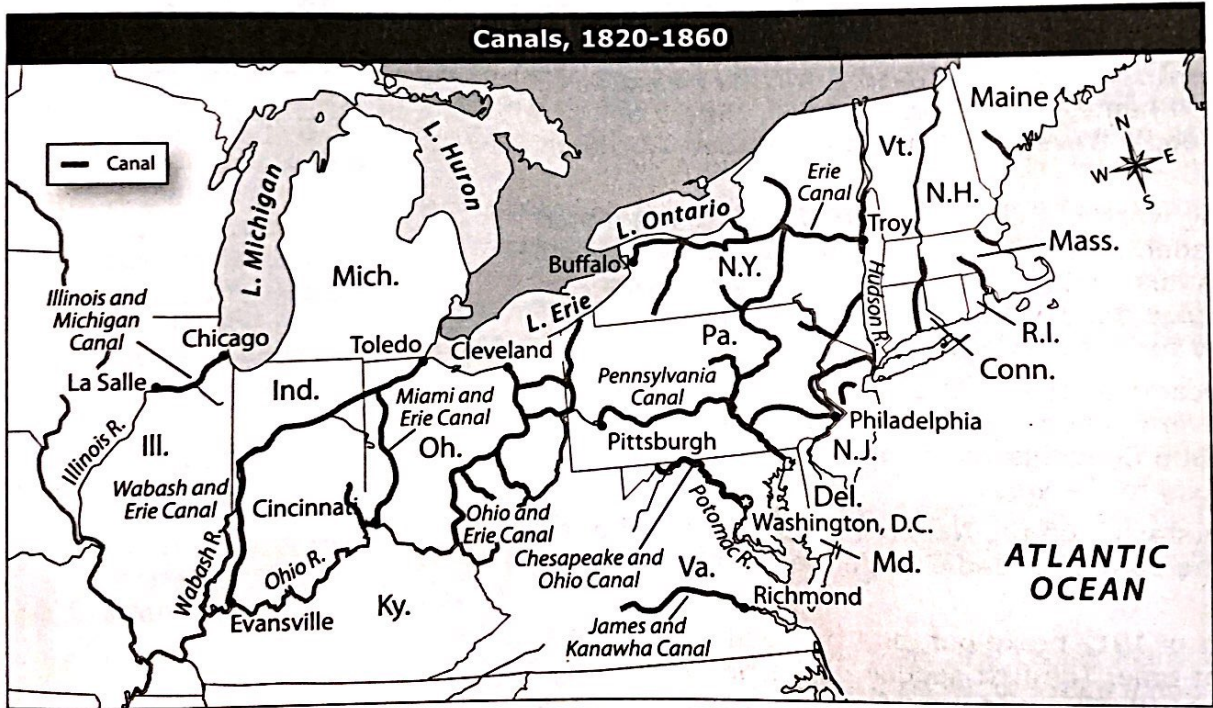 Canals, 1820-1860
Canal
L. Michigan
L. Huron
L. Ontario
L. Erie
Maine
N
W
E
S
Vt.
N.H.
Erie
Canal
Troy
Mass.
Buffalo
N.Y.
Hudson R.
R.I.
Conn.
Mich.
Illinois and
Michigan
Canal
Chicago
La Salle
Toledo
Cleveland
Pa.
Ind.
Miami and
Erie Canal
Pennsylvania
Canal
Oh.
Pittsburgh
Philadelphia
N.J.
Illinois R.
Ill.
Wabash and
Erie Canal
Cincinnati
Ohio and
Erie Canal
Potomac R.
Del.
Washington, D.C.
Chesapeake and
Ohio Canal
Md.
Va.
ATLANTIC
OCEAN
Wabash R.
Ohio R.
Ky.
Evansville
Richmond
James and
Kanawha Canal